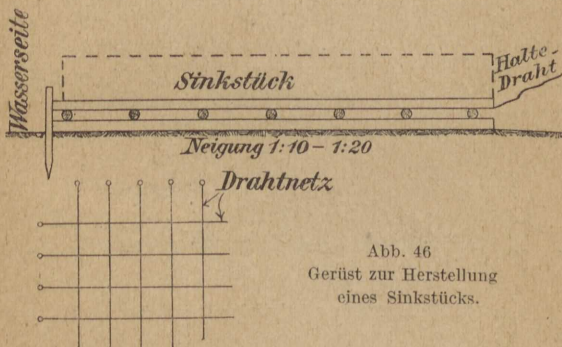 Wasserseite
Sinkstück
Halte-
Draht
Neigung 1:10 – 1:20
Drahtnetz
Abb. 46
Gerüst zur Herstellung
eines Sinkstücks.